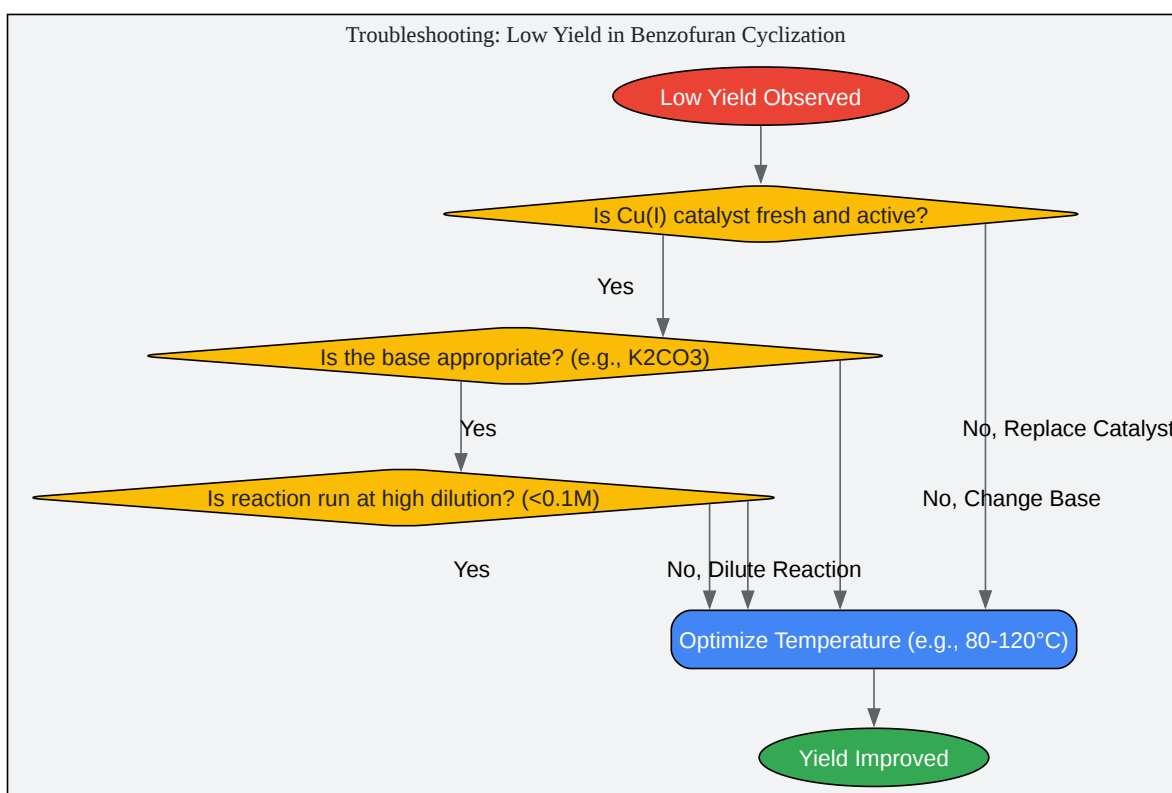 Troubleshooting: Low Yield in Benzofuran Cyclization
Low Yield Observed
Is Cu(I) catalyst fresh and active?
Yes
Is the base appropriate? (e.g., K2CO3)
Yes
No, Replace Catalyst
Is reaction run at high dilution? (<0.1M)
No, Change Base
Yes
No, Dilute Reaction
Optimize Temperature (e.g., 80-120°C)
Yield Improved